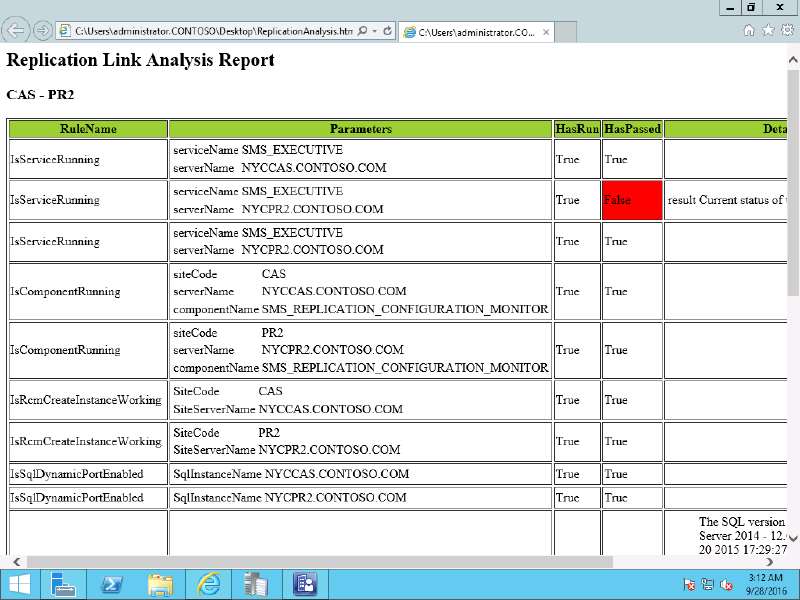 C:\Users\administrator.CONTOSO\Desktop\ReplicationAnalysis.htm
C:\Users\administrator.CO...
Replication Link Analysis Report
CAS - PR2
RuleName Parameters HasRun HasPassed Deta
IsServiceRunning serviceName SMS_EXECUTIVE True True
serverName NYCCAS.CONTOSO.COM
IsServiceRunning serviceName SMS_EXECUTIVE True False result Current status of
serverName NYCPR2.CONTOSO.COM
IsServiceRunning serviceName SMS_EXECUTIVE True True
serverName NYCPR2.CONTOSO.COM
siteCode CAS
IsComponentRunning serverName NYCCAS.CONTOSO.COM True True
componentName SMS_REPLICATION_CONFIGURATION_MONITOR
siteCode PR2
IsComponentRunning serverName NYCPR2.CONTOSO.COM True True
componentName SMS_REPLICATION_CONFIGURATION_MONITOR
IsRcmCreateInstanceWorking SiteCode CAS True True
SiteServerName NYCCAS.CONTOSO.COM
IsRcmCreateInstanceWorking SiteCode PR2 True True
SiteServerName NYCPR2.CONTOSO.COM
IsSqlDynamicPortEnabled SqlInstanceName NYCCAS.CONTOSO.COM True True
IsSqlDynamicPortEnabled SqlInstanceName NYCPR2.CONTOSO.COM True True
The SQL version
Server 2014 - 12.
20 2015 17:29:27
3:12 AM
9/28/2016